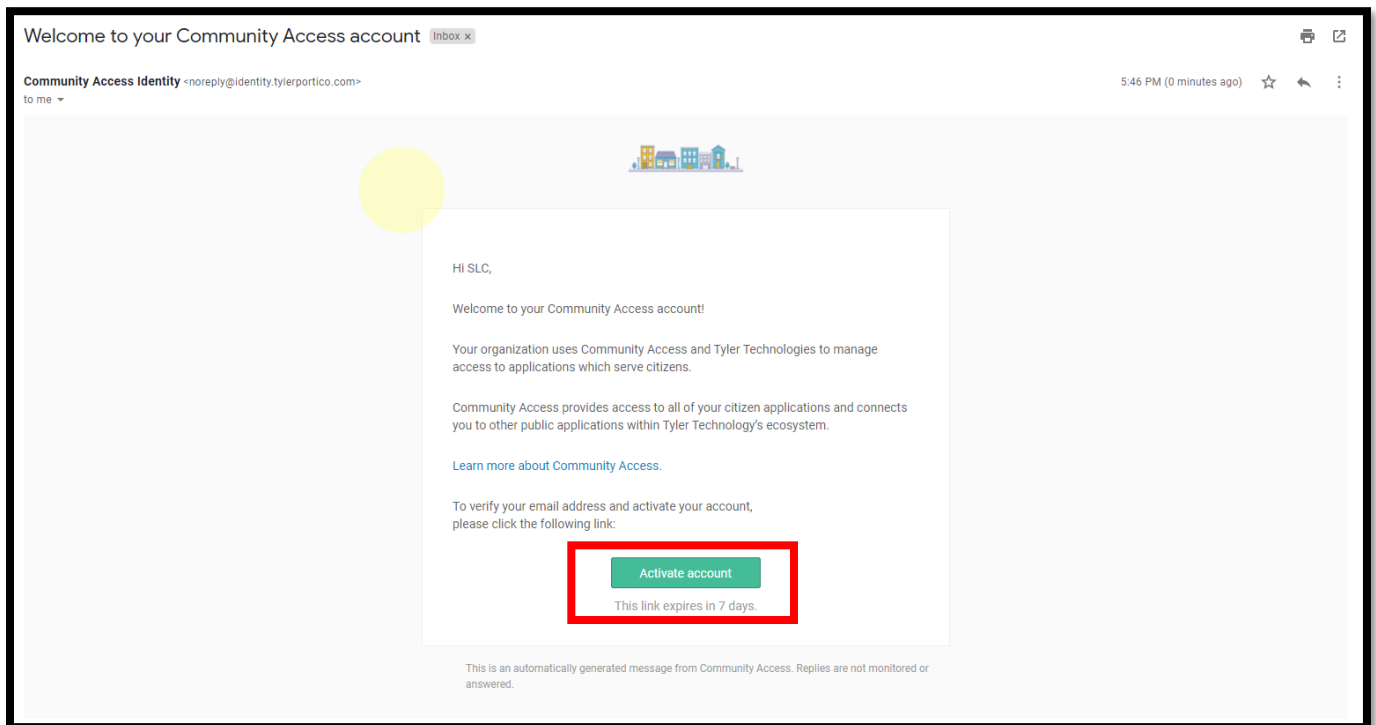 Welcome to your Community Access account Inbox x
Community Access Identity <noreply@identity.tylerportico.com> 5:46 PM (0 minutes ago)
to me
Hi SLC,
Welcome to your Community Access account!
Your organization uses Community Access and Tyler Technologies to manage
access to applications which serve citizens.
Community Access provides access to all of your citizen applications and connects
you to other public applications within Tyler Technology's ecosystem.
Learn more about Community Access.
To verify your email address and activate your account,
please click the following link:
Activate account
This link expires in 7 days.
This is an automatically generated message from Community Access. Replies are not monitored or
answered.